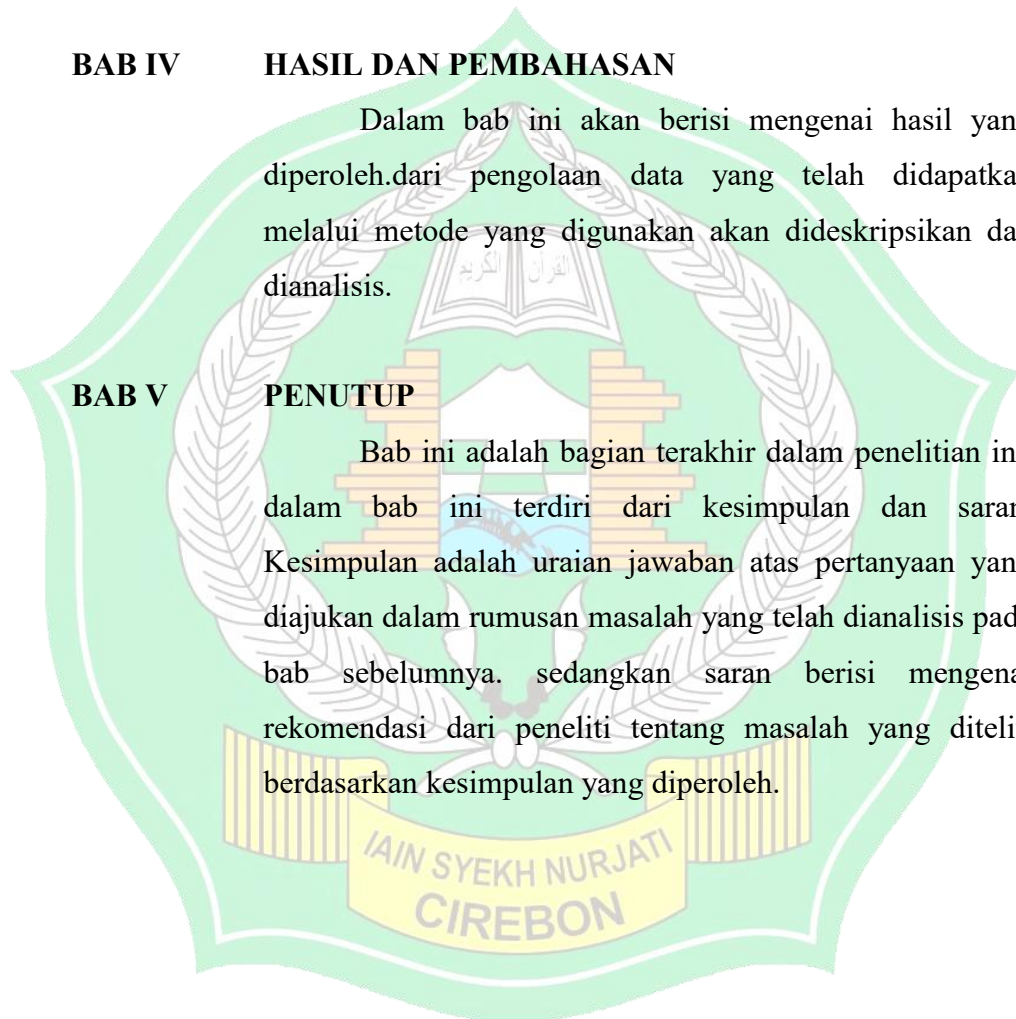 BAB IV HASIL DAN PEMBAHASAN
Dalam bab ini akan berisi mengenai hasil yan
diperoleh.dari pengolaan data yang telah didapatka
melalui metode yang digunakan akan dideskripsikan da
dianalisis.
القرآن الكريم
BAB V PENUTUP
Bab ini adalah bagian terakhir dalam penelitian in
dalam bab ini terdiri dari kesimpulan dan saran
Kesimpulan adalah uraian jawaban atas pertanyaan yan
diajukan dalam rumusan masalah yang telah dianalisis pad
bab sebelumnya. sedangkan saran berisi mengena
rekomendasi dari peneliti tentang masalah yang diteli
berdasarkan kesimpulan yang diperoleh.
IAIN SYEKH NURJATI
CIREBON